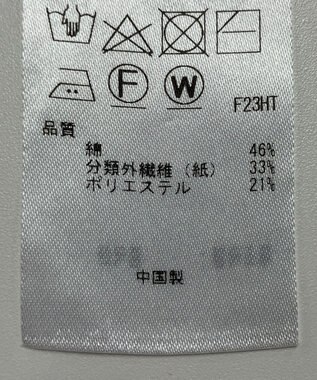 F W
F23HT
品質
綿 46%
分類外繊維（紙） 33%
ポリエステル 21%
中国製